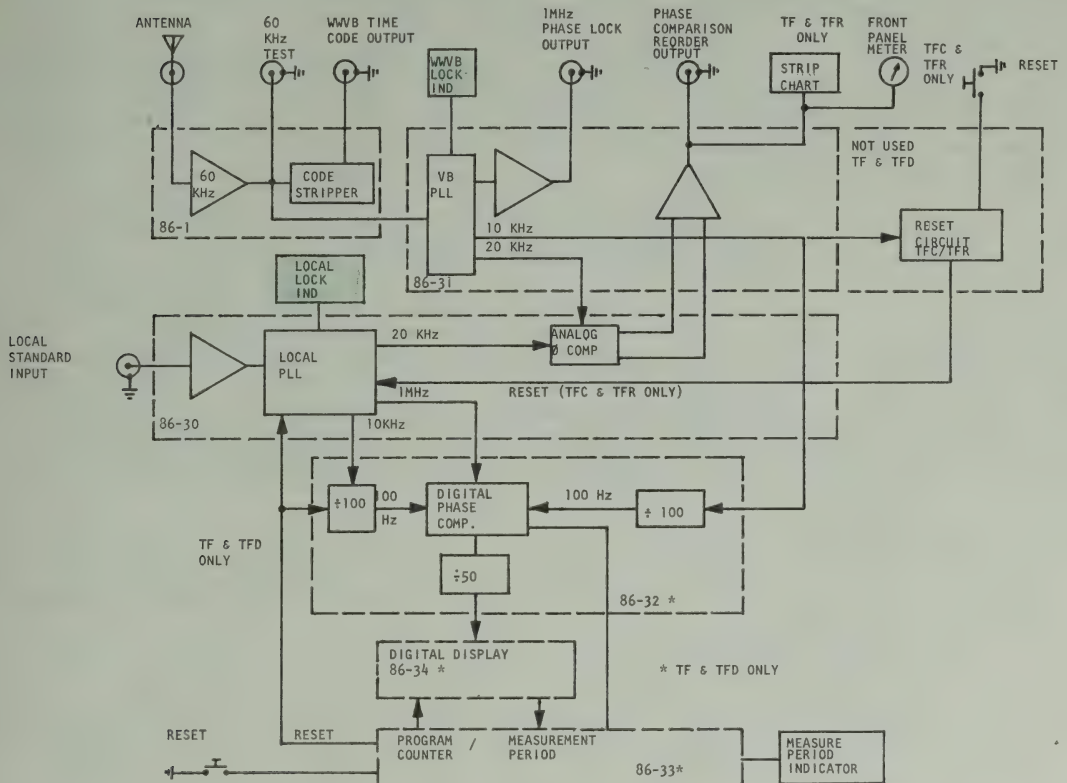 ANTENNA
60
KHz
TEST
WWVB TIME
CODE OUTPUT
1MHz
PHASE LOCK
OUTPUT
PHASE
COMPARISON
REORDER
OUTPUT
TF & TFR
ONLY
FRONT
PANEL
METER
TFC &
TFR
ONLY
RESET
WWVB
LOCK-
IND
STRIP
CHART
NOT USED
TF & TFD
60
KHz
CODE
STRIPPER
VB
PLL
86-1
10 KHz
20 KHz
86-31
RESET
CIRCUIT
TFC/TFR
LOCAL
LOCK
IND
LOCAL
STANDARD
INPUT
LOCAL
PLL
20 KHz
ANALOG
Ø COMP
RESET (TFC & TFR ONLY)
1MHz
86-30
10KHz
÷100
100
Hz
DIGITAL
PHASE
COMP.
100 Hz
÷ 100
TF & TFD
ONLY
÷50
86-32 *
DIGITAL DISPLAY
86-34 *
* TF & TFD ONLY
RESET
RESET
PROGRAM / MEASUREMENT
COUNTER PERIOD
86-33*
MEASURE
PERIOD
INDICATOR